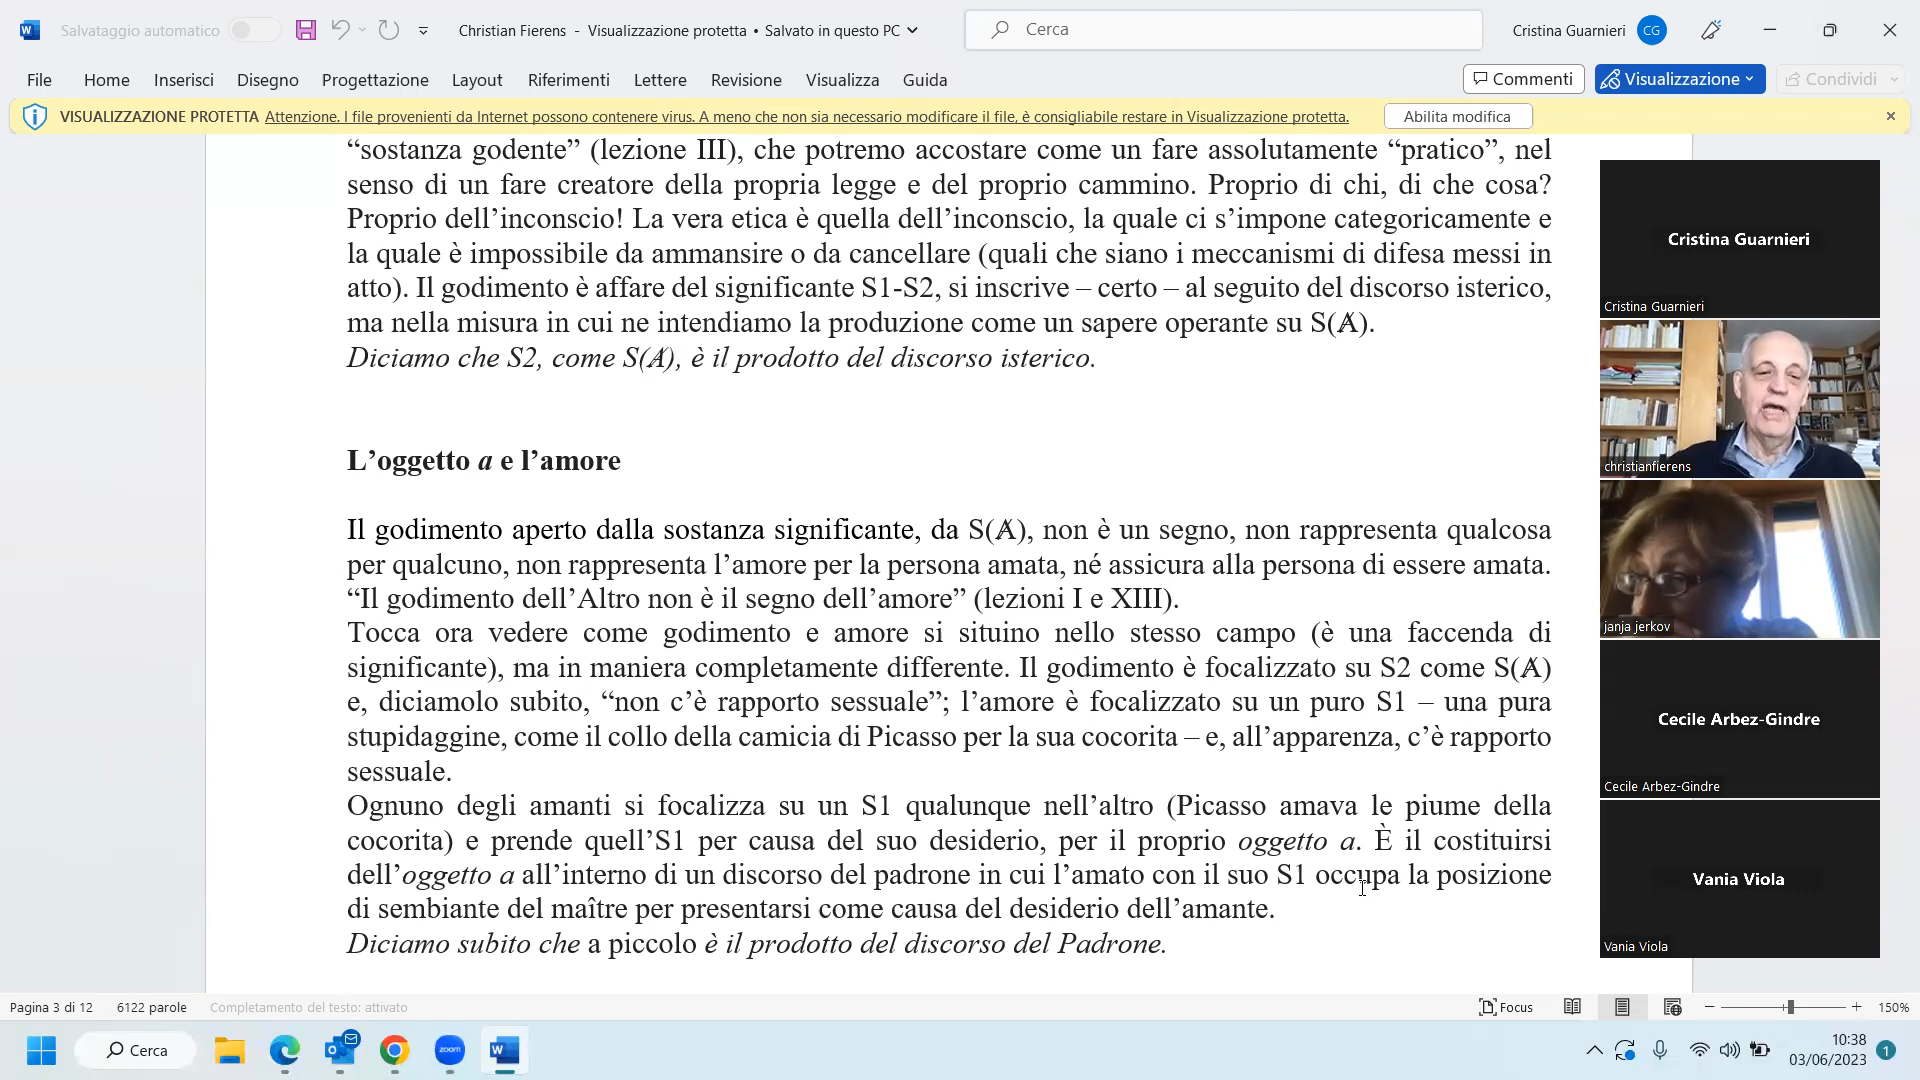 Salvataggio automatico
Christian Fierens - Visualizzazione protetta • Salvato in questo PC
Cerca
Cristina Guarnieri
CG
File
Home
Inserisci
Disegno
Progettazione
Layout
Riferimenti
Lettere
Revisione
Visualizza
Guida
Commenti
Visualizzazione
Condividi
VISUALIZZAZIONE PROTETTA Attenzione. I file provenienti da Internet possono contenere virus. A meno che non sia necessario modificare il file, è consigliabile restare in Visualizzazione protetta.
Abilita modifica
“sostanza godente” (lezione III), che potremo accostare come un fare assolutamente “pratico”, nel
senso di un fare creatore della propria legge e del proprio cammino. Proprio di chi, di che cosa?
Proprio dell’inconscio! La vera etica è quella dell’inconscio, la quale ci s’impone categoricamente e
la quale è impossibile da ammansire o da cancellare (quali che siano i meccanismi di difesa messi in
atto). Il godimento è affare del significante S1-S2, si inscrive – certo – al seguito del discorso isterico,
ma nella misura in cui ne intendiamo la produzione come un sapere operante su S(Ⱥ).
Diciamo che S2, come S(Ⱥ), è il prodotto del discorso isterico.
L’oggetto a e l’amore
Il godimento aperto dalla sostanza significante, da S(Ⱥ), non è un segno, non rappresenta qualcosa
per qualcuno, non rappresenta l’amore per la persona amata, né assicura alla persona di essere amata.
“Il godimento dell’Altro non è il segno dell’amore” (lezioni I e XIII).
Tocca ora vedere come godimento e amore si situino nello stesso campo (è una faccenda di
significante), ma in maniera completamente differente. Il godimento è focalizzato su S2 come S(Ⱥ)
e, diciamolo subito, “non c’è rapporto sessuale”; l’amore è focalizzato su un puro S1 – una pura
stupidaggine, come il collo della camicia di Picasso per la sua cocorita – e, all’apparenza, c’è rapporto
sessuale.
Ognuno degli amanti si focalizza su un S1 qualunque nell’altro (Picasso amava le piume della
cocorita) e prende quell’S1 per causa del suo desiderio, per il proprio oggetto a. È il costituirsi
dell’oggetto a all’interno di un discorso del padrone in cui l’amato con il suo S1 occupa la posizione
di sembiante del maître per presentarsi come causa del desiderio dell’amante.
Diciamo subito che a piccolo è il prodotto del discorso del Padrone.
Cristina Guarnieri
Cristina Guarnieri
christianfierens
janja jerkov
Cecile Arbez-Gindre
Cecile Arbez-Gindre
Vania Viola
Vania Viola
Pagina 3 di 12
6122 parole
Completamento del testo: attivato
Focus
150%
Cerca
zoom
10:38
03/06/2023
1